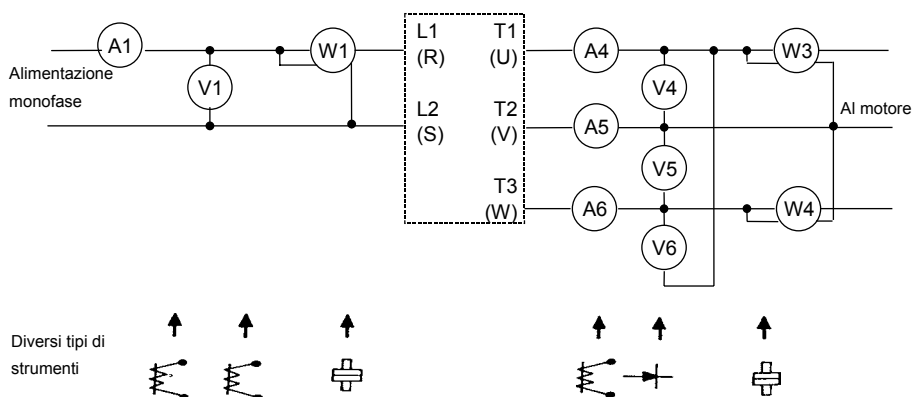 A1
V1
W1
Alimentazione
monofase
L1
(R)
L2
(S)
T1
(U)
T2
(V)
T3
(W)
A4
A5
A6
V4
V5
V6
W3
W4
Al motore
Diversi tipi di
strumenti